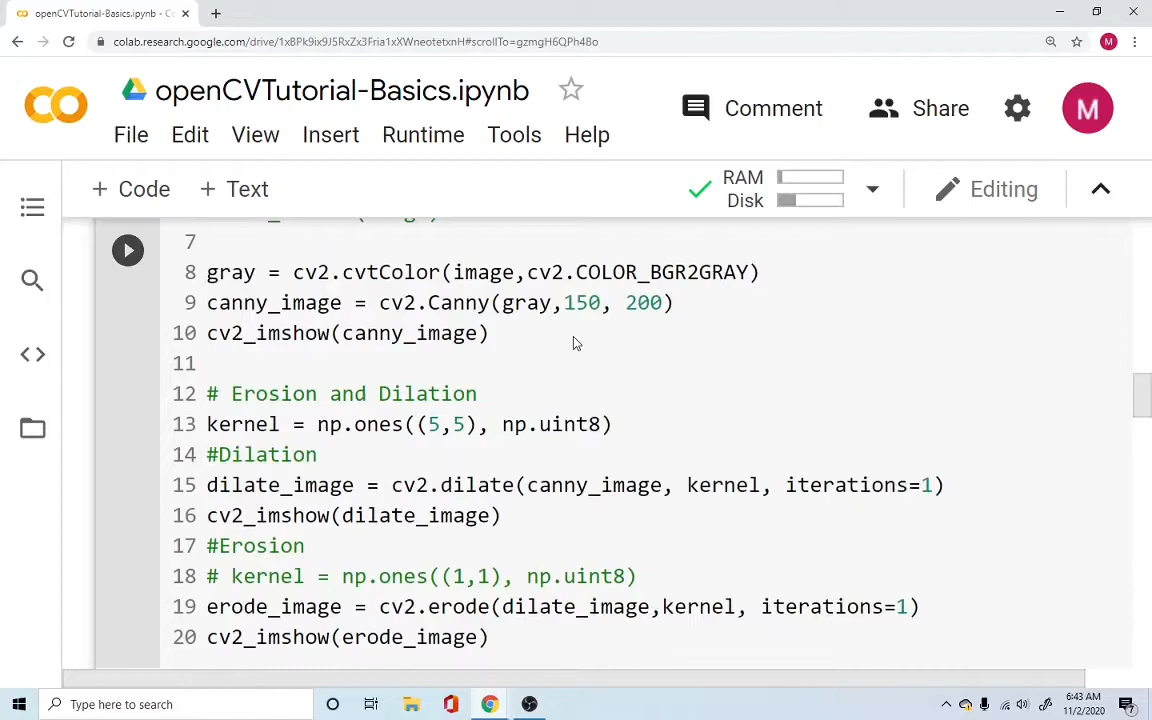 openCVTutorial-Basics.ipynb - C
colab.research.google.com/drive/1x8Pk9ix9J5RxZx3Fria1xXWneotetxnH#scrollTo=gzmgH6QPh4Bo
M
openCVTutorial-Basics.ipynb
Comment
Share
M
File Edit View Insert Runtime Tools Help
+ Code + Text
RAM
Disk
Editing
7
8 gray = cv2.cvtColor(image,cv2.COLOR_BGR2GRAY)
9 canny_image = cv2.Canny(gray,150, 200)
10 cv2_imshow(canny_image)
11
12 # Erosion and Dilation
13 kernel = np.ones((5,5), np.uint8)
14 #Dilation
15 dilate_image = cv2.dilate(canny_image, kernel, iterations=1)
16 cv2_imshow(dilate_image)
17 #Erosion
18 # kernel = np.ones((1,1), np.uint8)
19 erode_image = cv2.erode(dilate_image,kernel, iterations=1)
20 cv2_imshow(erode_image)
Type here to search
6:43 AM
11/2/2020
7